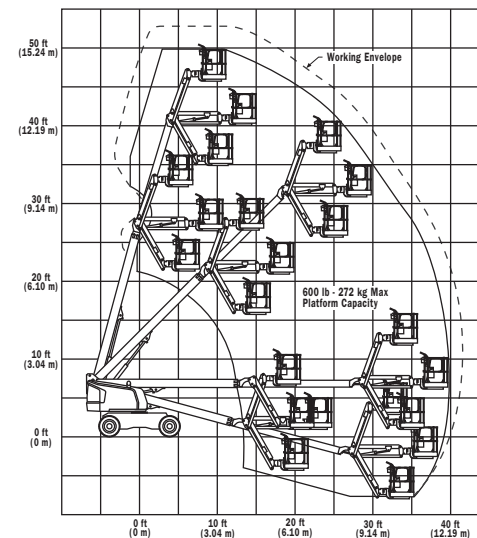 50 ft
(15.24 m)
Working Envelope
40 ft
(12.19 m)
30 ft
(9.14 m)
20 ft
(6.10 m)
600 lb - 272 kg Max
Platform Capacity
10 ft
(3.04 m)
0 ft
(0 m)
0 ft
(0 m)
10 ft
(3.04 m)
20 ft
(6.10 m)
30 ft
(9.14 m)
40 ft
(12.19 m)